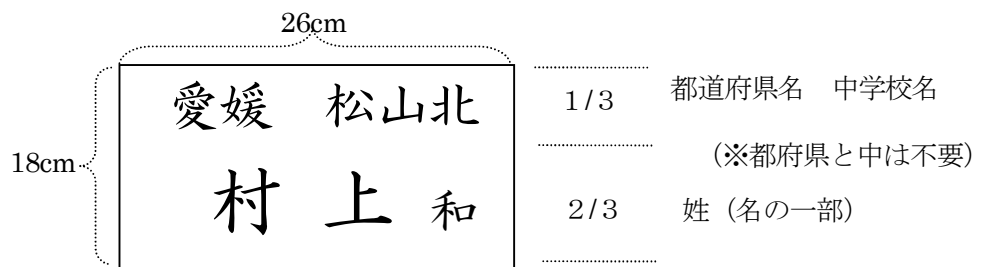 26cm
愛媛　松山北
1/3
都道府県名　中学校名
(※都府県と中は不要)
18cm
村　上　和
2/3
姓（名の一部）